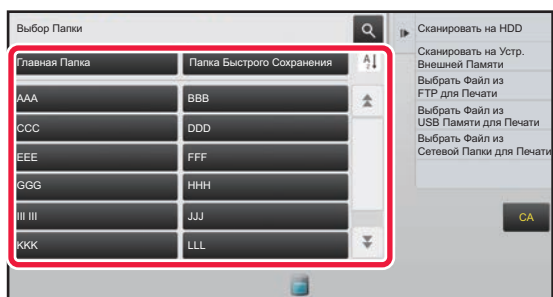 Выбор Папки
Главная Папка
Папка Быстрого Сохранения
AAA
BBB
CCC
DDD
EEE
FFF
GGG
HHH
III III
JJJ
KKK
LLL
Сканировать на HDD
Сканировать на Устр.
Внешней Памяти
Выбрать Файл из
FTP для Печати
Выбрать Файл из
USB Памяти для Печати
Выбрать Файл из
Сетевой Папки для Печати
CA